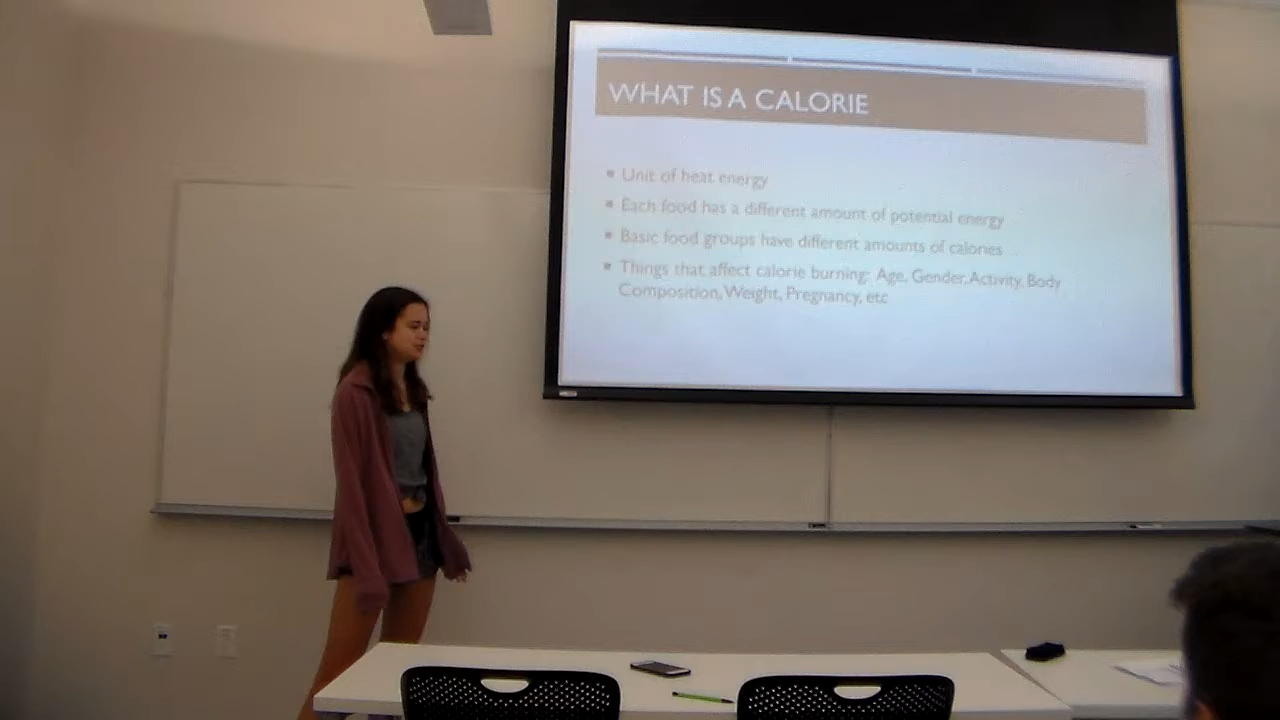 WHAT IS A CALORIE
Unit of heat energy
Each food has a different amount of potential energy
Basic food groups have different amounts of calories
Things that affect calorie burning: Age, Gender, Activity, Body
Composition, Weight, Pregnancy, etc